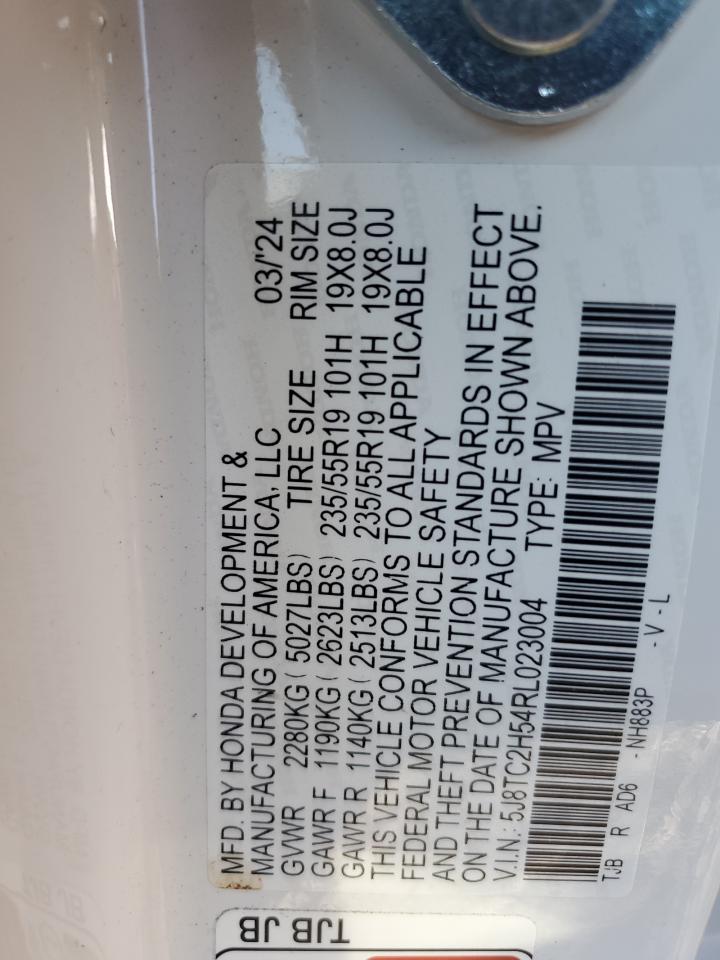 MFD. BY HONDA DEVELOPMENT &
MANUFACTURING OF AMERICA, LLC 03/'24
GVWR 2280KG ( 5027LBS) TIRE SIZE RIM SIZE
GAWR F 1190KG ( 2623LBS) 235/55R19 101H 19X8.0J
GAWR R 1140KG ( 2513LBS) 235/55R19 101H 19X8.0J
THIS VEHICLE CONFORMS TO ALL APPLICABLE
FEDERAL MOTOR VEHICLE SAFETY
AND THEFT PREVENTION STANDARDS IN EFFECT
ON THE DATE OF MANUFACTURE SHOWN ABOVE.
V.I.N.: 5J8TC2H54RL023004 TYPE: MPV
TJB R AD6 - NH883P - V - L
TJB JB